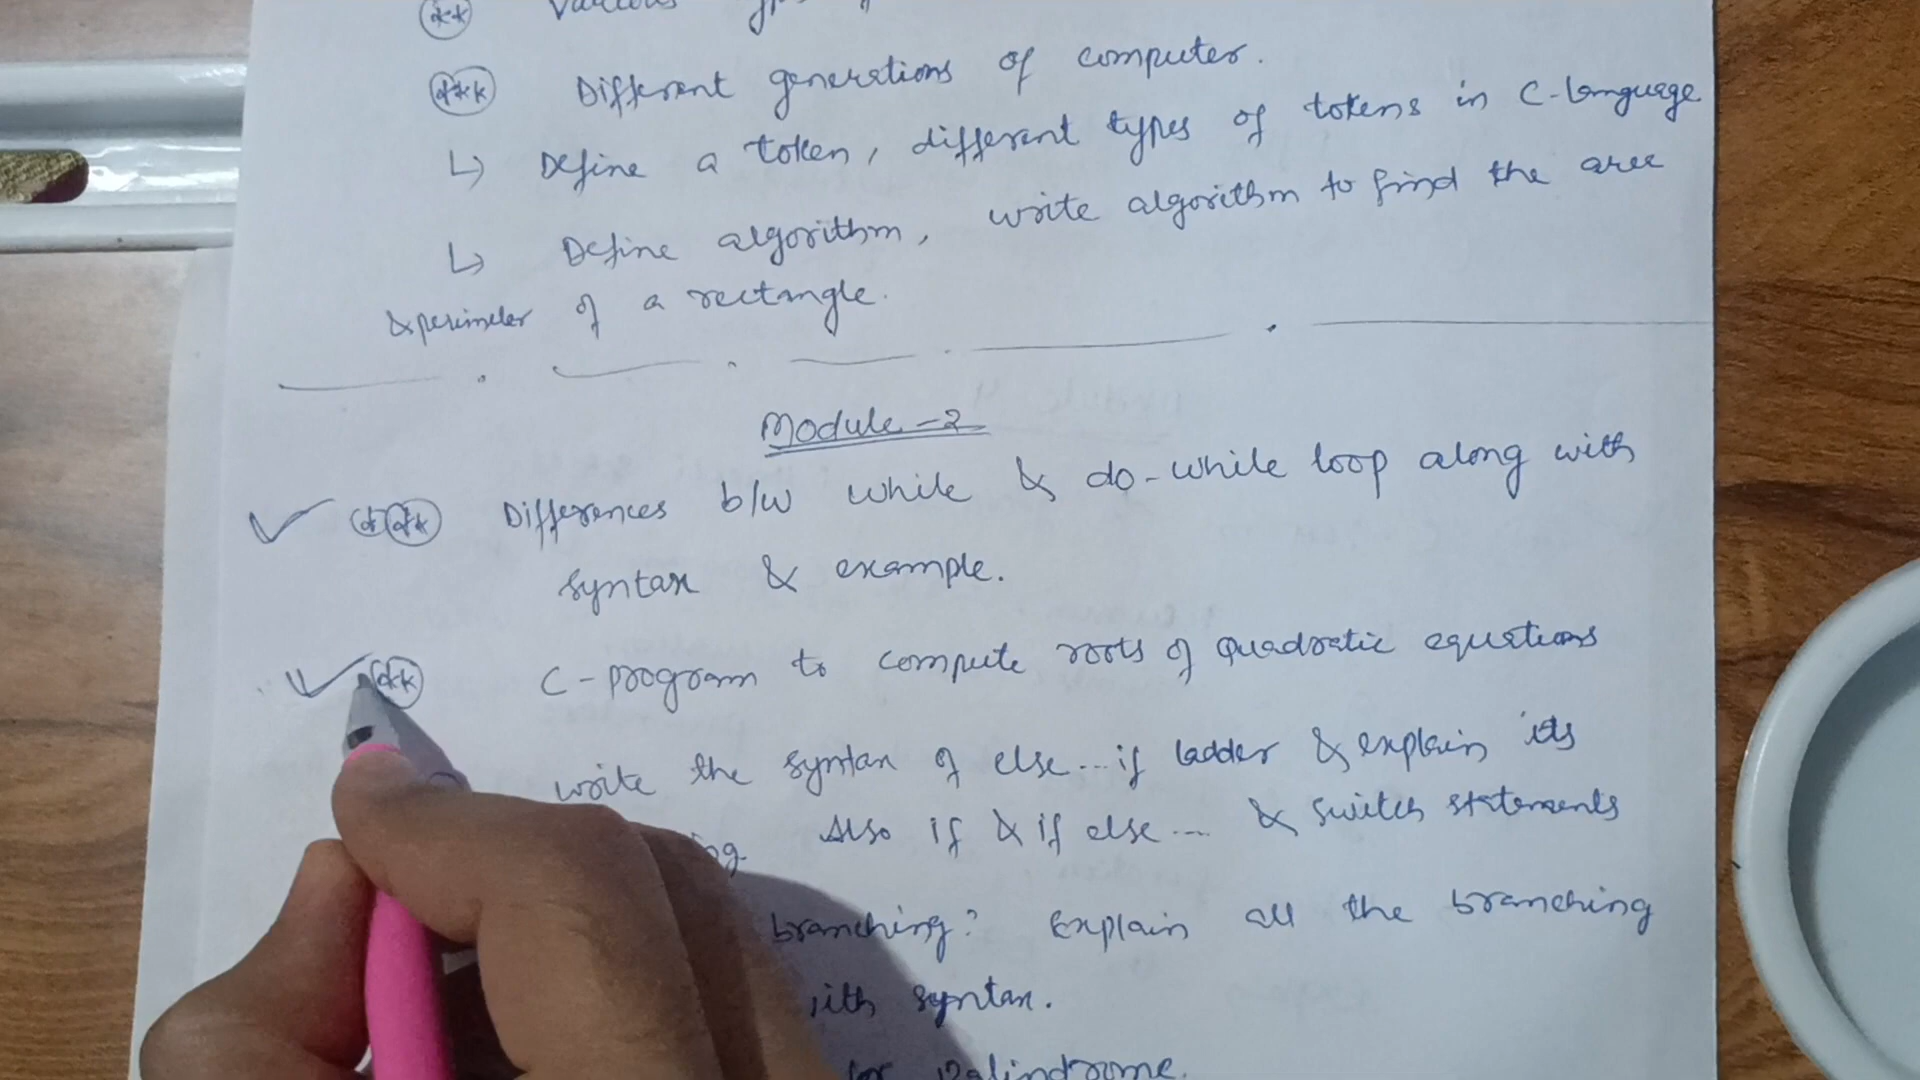 Various
Different generations of computer.
↳ Define a token, different types of tokens in C-language
↳ Define algorithm, write algorithm to find the area
& perimeter of a rectangle.
Module-2
Differences b/w while & do-while loop along with
syntax & example.
C-program to compute roots of quadratic equations
write the syntax of else...if ladder & explain its
Also if & if else... & switch statements
branching? Explain all the branching
syntax.
Palindrome.